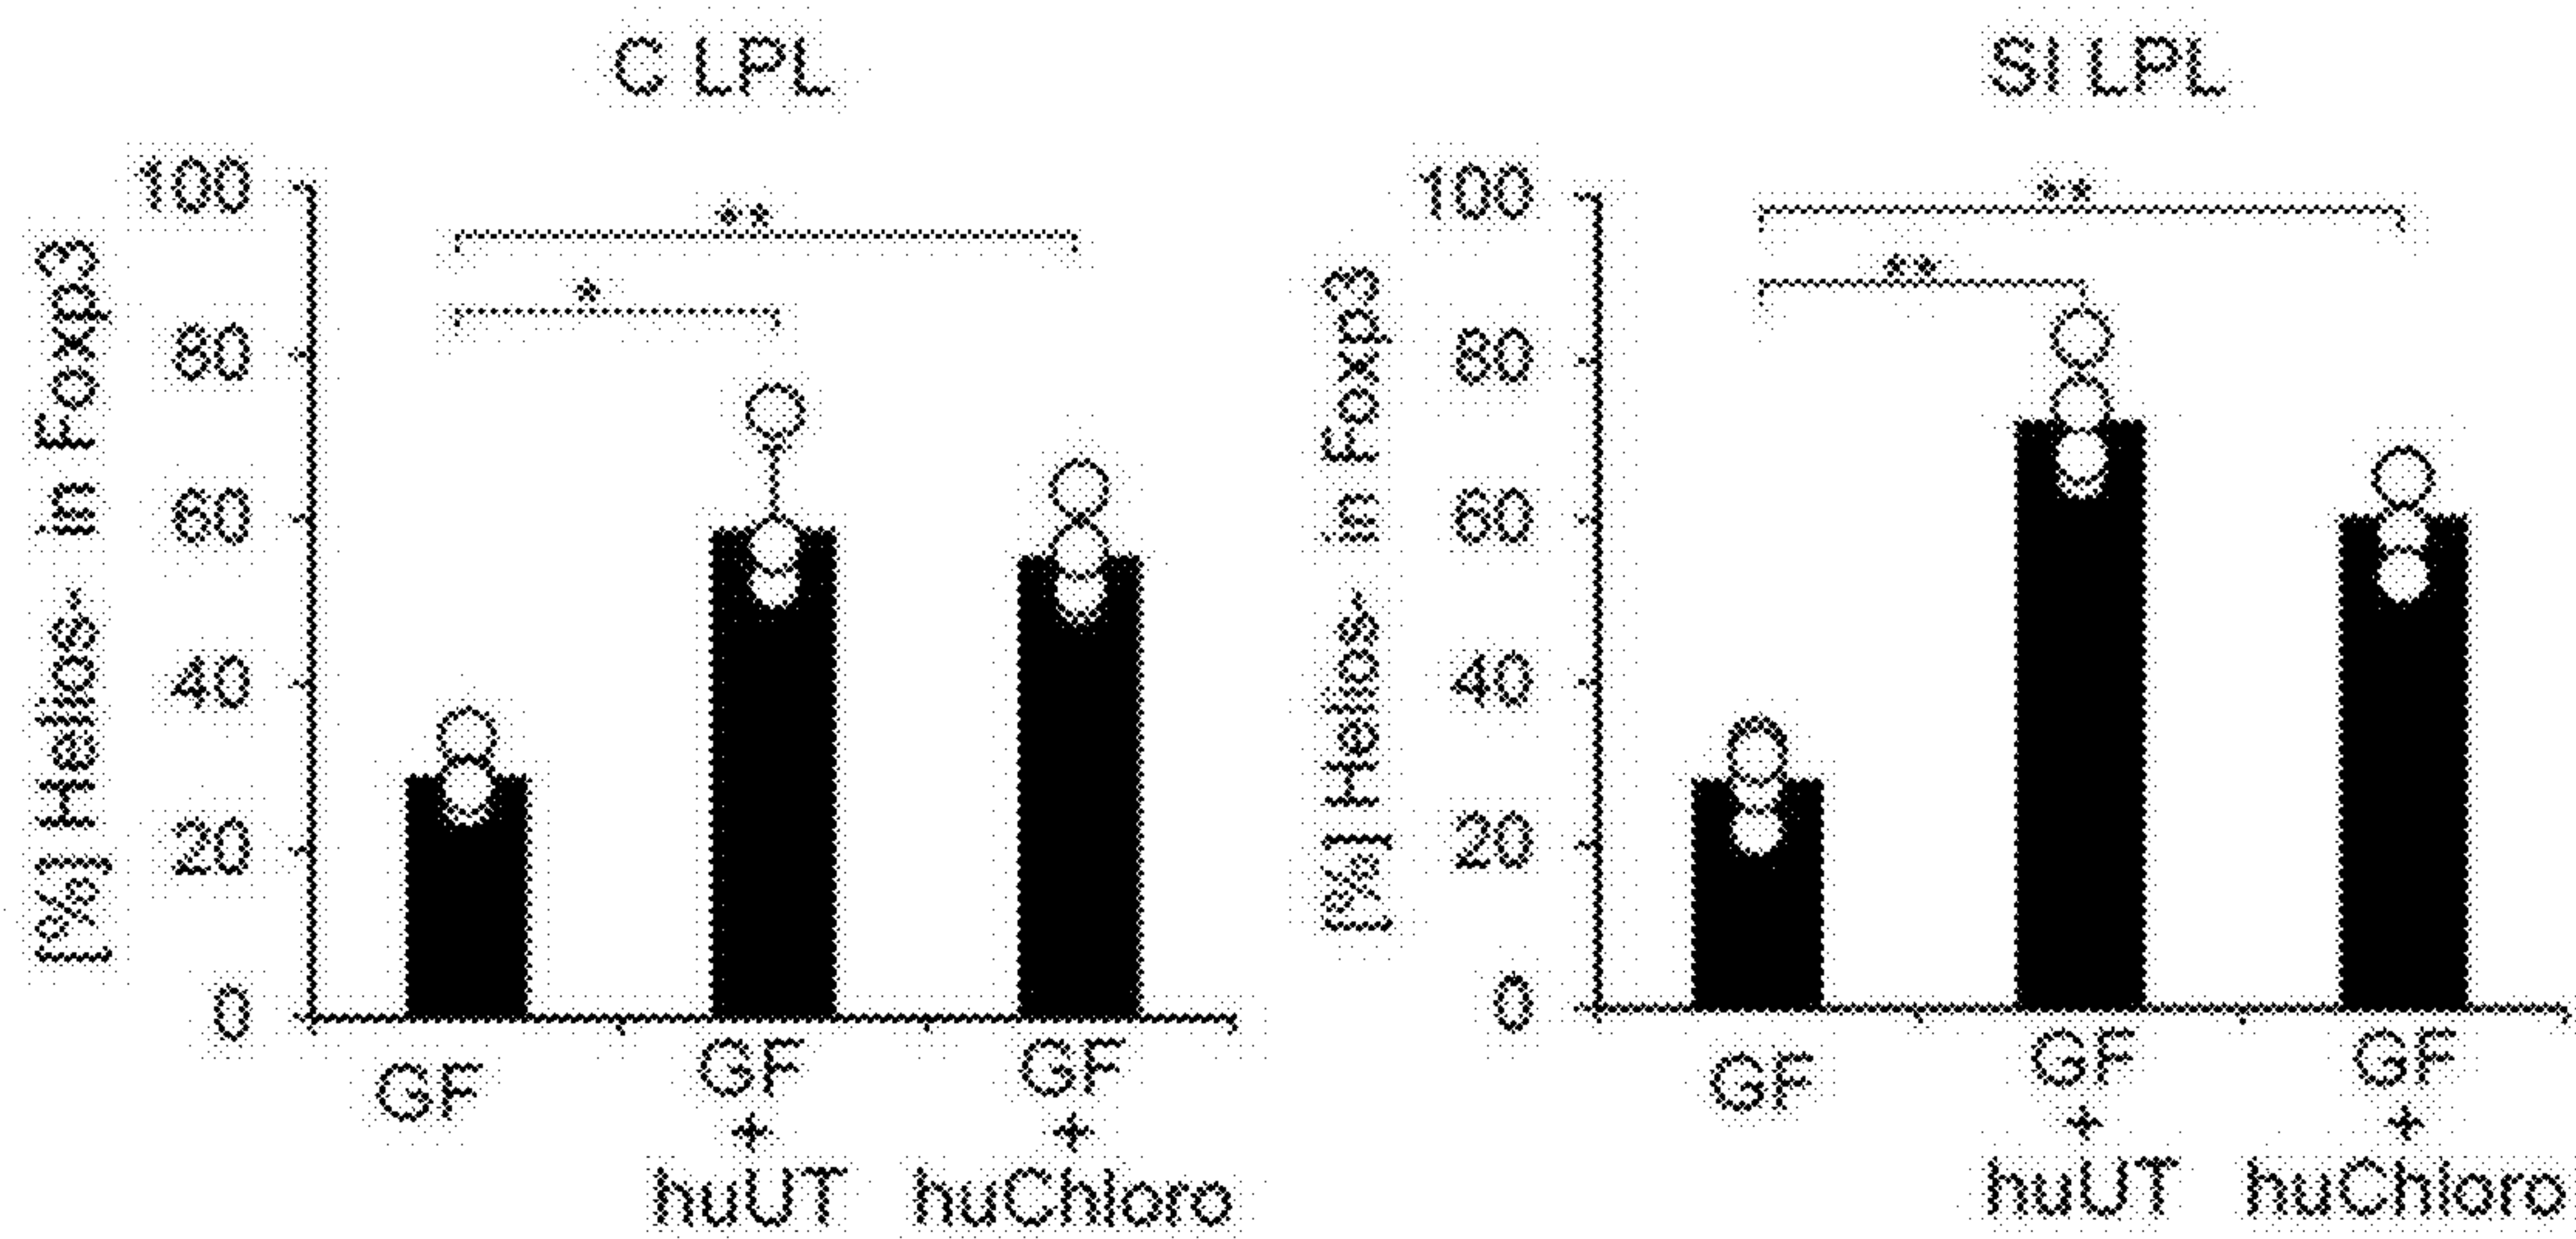 C LPL
[%] Helios- in Foxp3
100
80
60
40
20
0
**
*
GF
GF
+
huUT
GF
+
huChloro
SI LPL
[%] Helios- in Foxp3
100
80
60
40
20
0
**
**
GF
GF
+
huUT
GF
+
huChloro